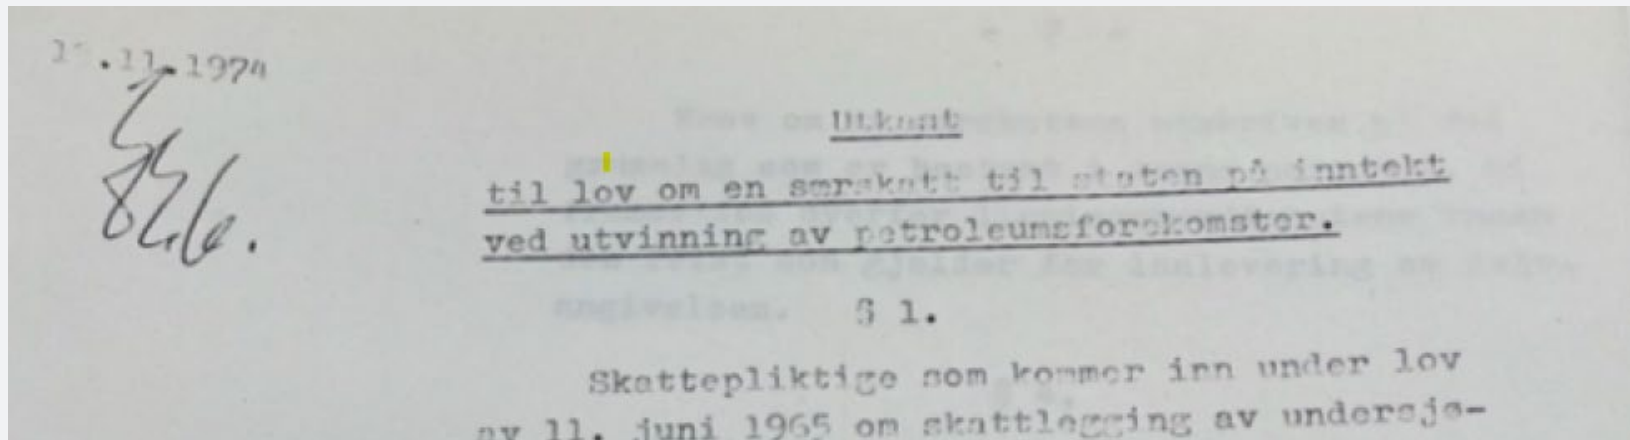 .11.1974
826.
Utkast
til lov om en særskatt til staten på inntekt
ved utvinning av petroleumsforekomster.
§ 1.
Skattepliktige som kommer inn under lov
av 11. juni 1965 om skattlegging av undersjø-